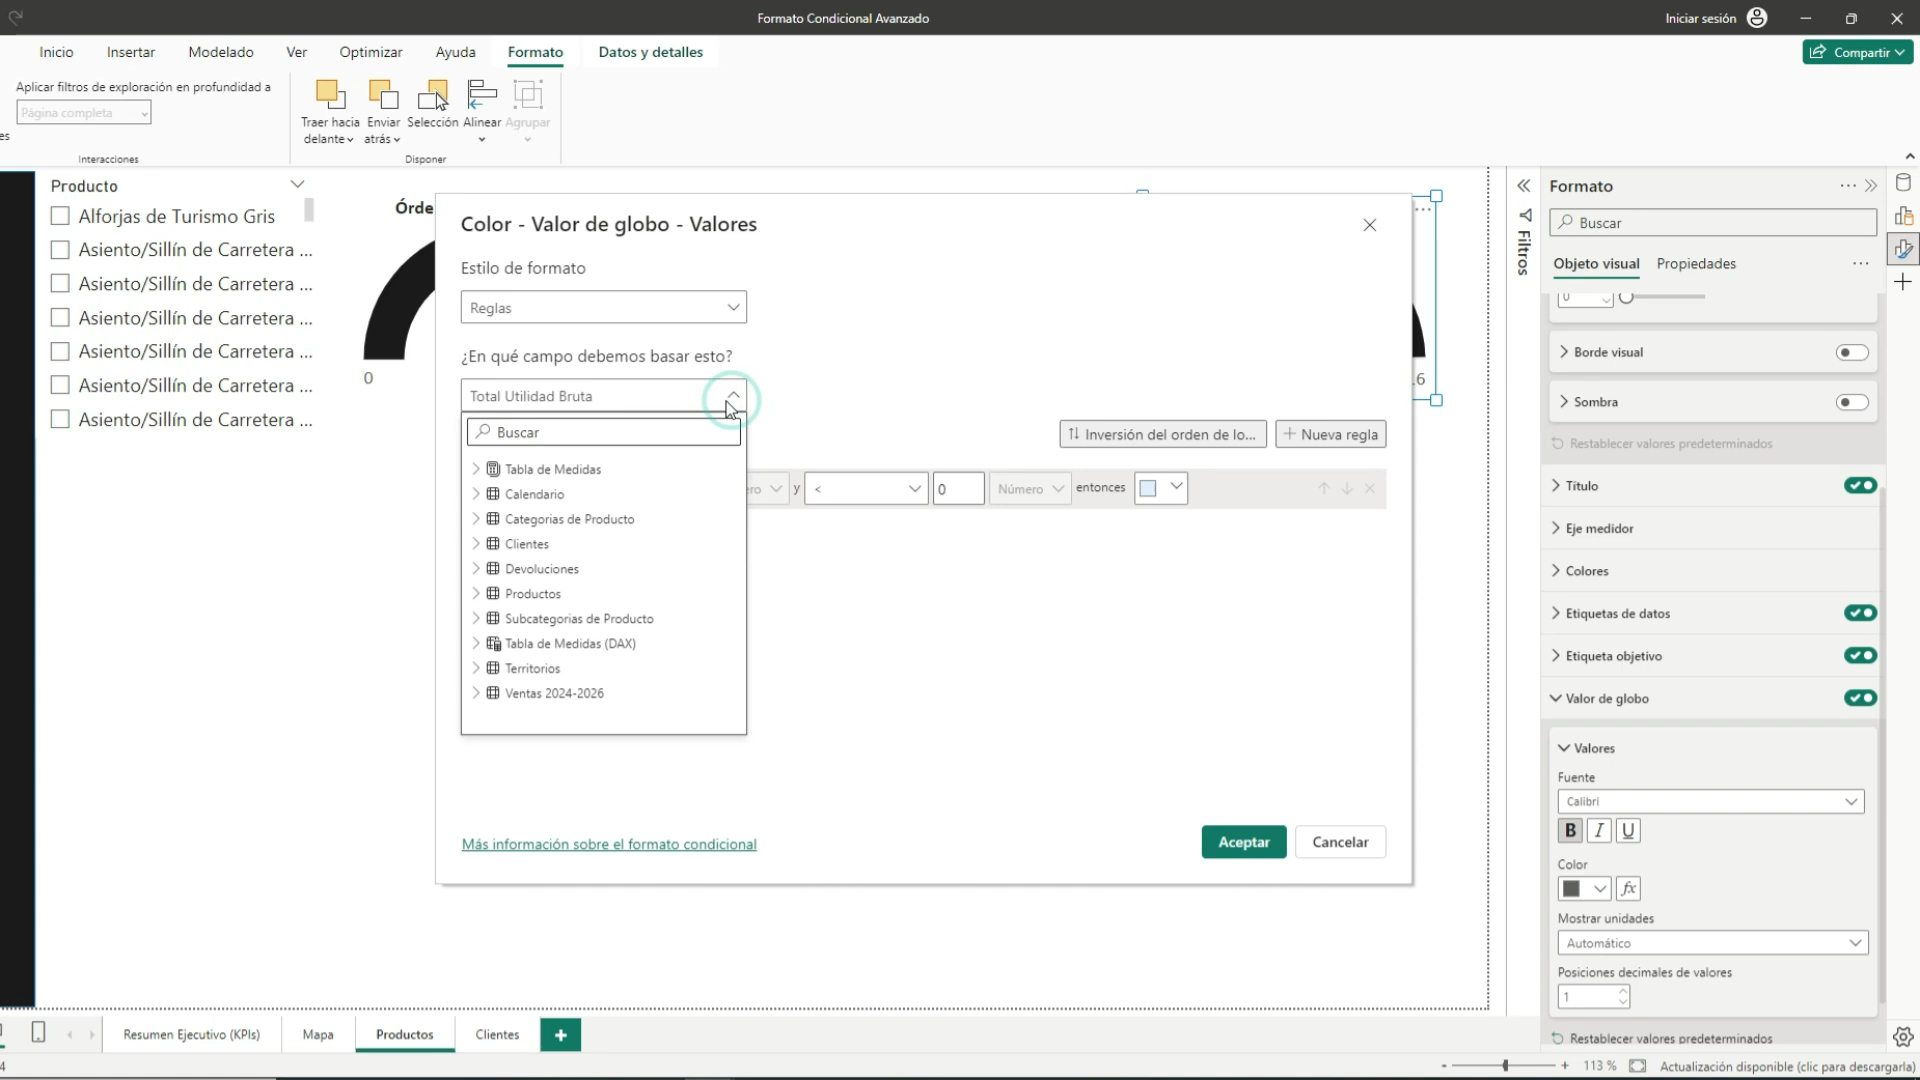 Formato Condicional Avanzado
Iniciar sesión
Inicio
Insertar
Modelado
Ver
Optimizar
Ayuda
Formato
Datos y detalles
Compartir
Aplicar filtros de exploración en profundidad a
Página completa
es
Interacciones
Traer hacia
delante
Enviar
atrás
Selección
Alinear
Agrupar
Disponer
Producto
Alforjas de Turismo Gris
Asiento/Sillín de Carretera ...
Asiento/Sillín de Carretera ...
Asiento/Sillín de Carretera ...
Asiento/Sillín de Carretera ...
Asiento/Sillín de Carretera ...
Asiento/Sillín de Carretera ...
Órde
0
.6
Color - Valor de globo - Valores
Estilo de formato
Reglas
¿En qué campo debemos basar esto?
Total Utilidad Bruta
Buscar
Tabla de Medidas
Calendario
Categorias de Producto
Clientes
Devoluciones
Productos
Subcategorias de Producto
Tabla de Medidas (DAX)
Territorios
Ventas 2024-2026
Inversión del orden de lo...
Nueva regla
ero y < 0 Número entonces
Más información sobre el formato condicional
Aceptar
Cancelar
Filtros
Formato
Buscar
Objeto visual
Propiedades
0
Borde visual
Sombra
Restablecer valores predeterminados
Título
Eje medidor
Colores
Etiquetas de datos
Etiqueta objetivo
Valor de globo
Valores
Fuente
Calibri
B I U
Color
fx
Mostrar unidades
Automático
Posiciones decimales de valores
1
Restablecer valores predeterminados
Resumen Ejecutivo (KPIs)
Mapa
Productos
Clientes
4
- + 113 %
Actualización disponible (clic para descargarla)